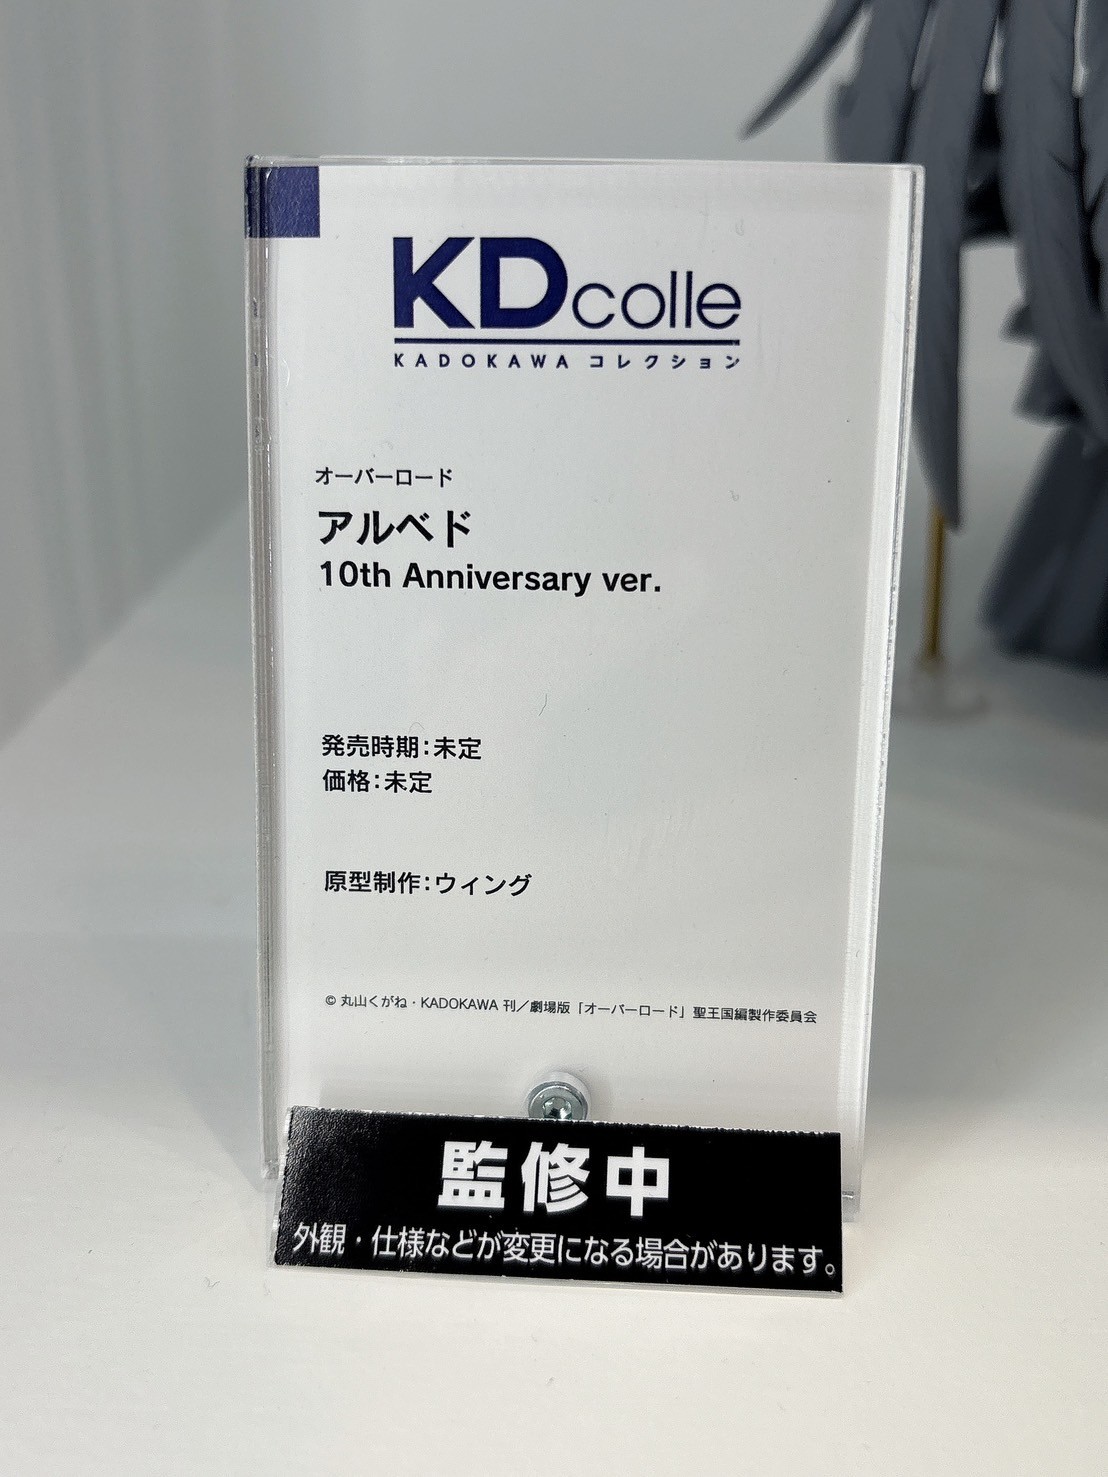 KDcolle
KADOKAWA コレクション
オーバーロード
アルベド
10th Anniversary ver.
発売時期:未定
価格:未定
原型制作:ウィング
© 丸山くがね・KADOKAWA 刊／劇場版「オーバーロード」聖王国編製作委員会
監修中
外観・仕様などが変更になる場合があります。